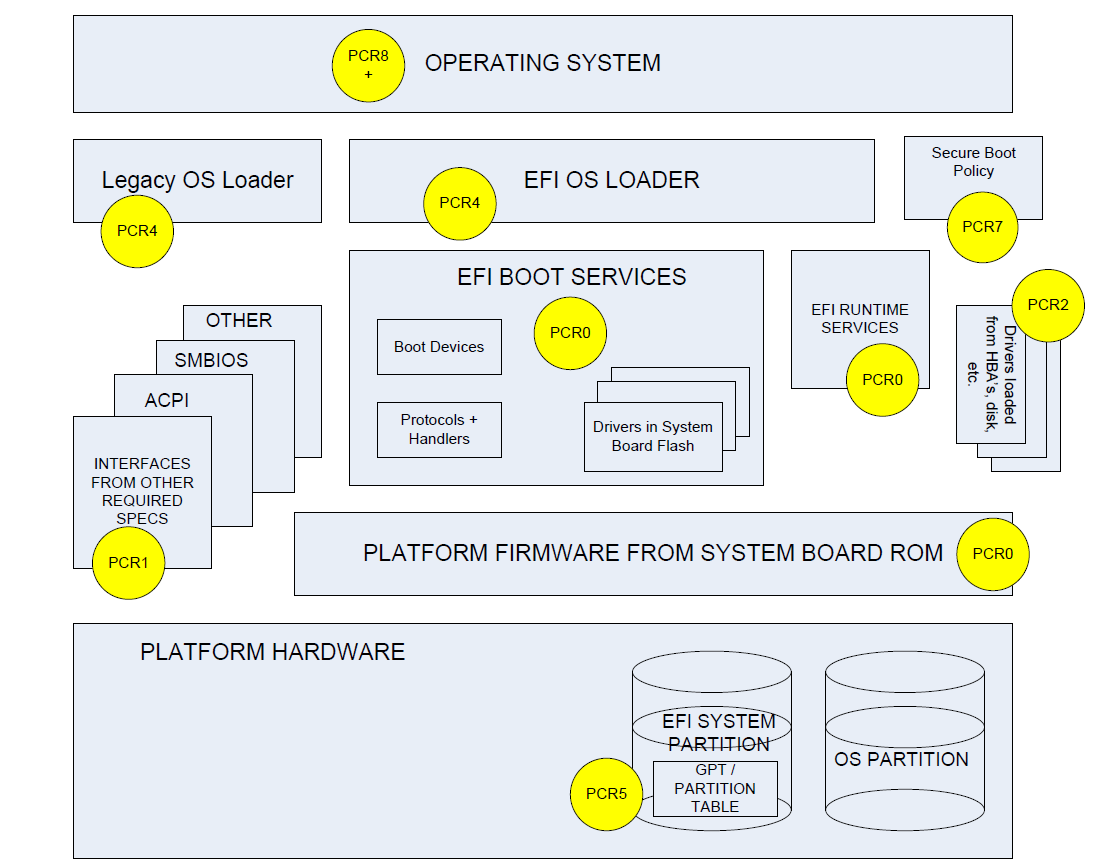 PCR8
+
OPERATING SYSTEM
Legacy OS Loader
PCR4
EFI OS LOADER
PCR4
Secure Boot
Policy
PCR7
EFI BOOT SERVICES
PCR0
Boot Devices
Protocols +
Handlers
Drivers in System
Board Flash
EFI RUNTIME
SERVICES
PCR0
PCR2
Drivers loaded
from HBA's, disk,
etc.
OTHER
SMBIOS
ACPI
INTERFACES
FROM OTHER
REQUIRED
SPECS
PCR1
PLATFORM FIRMWARE FROM SYSTEM BOARD ROM
PCR0
PLATFORM HARDWARE
EFI SYSTEM
PARTITION
GPT /
PARTITION
TABLE
PCR5
OS PARTITION